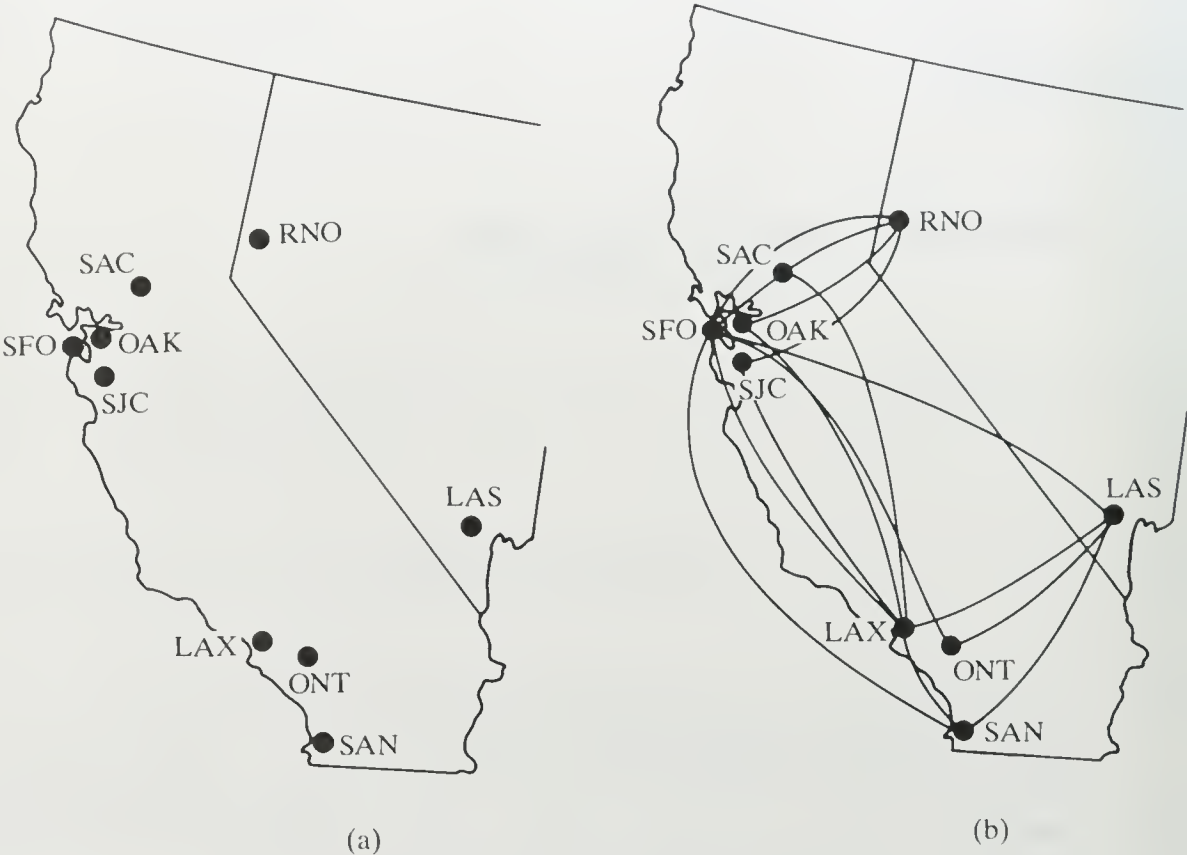 RNO
SAC
SFO
OAK
SJC
LAS
LAX
ONT
SAN
(a)
RNO
SAC
SFO
OAK
SJC
LAS
LAX
ONT
SAN
(b)